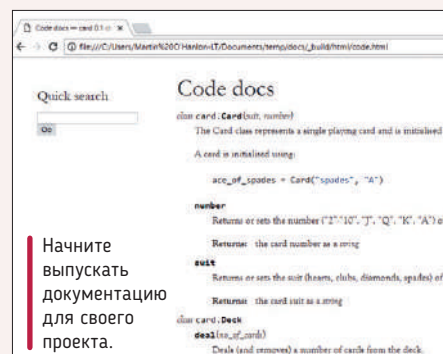 Code docs — card 0.1
file:///C:/Users/Martin%20O'Hanlon-LT/Documents/temp/docs/_build/html/code.html
Quick search
Go
Code docs
class card.Card(suit, number)
The Card class represents a single playing card and is initialised
A card is initialised using:
ace_of_spades = Card("spades", "A")
number
Returns or sets the number ("2"-"10", "J", "Q", "K", "A") o
Returns: the card number as a string
suit
Returns or sets the suit (hearts, clubs, diamonds, spades) of
Returns: the card suit as a string
class card.Deck
deal(no_of_cards)
Deals (and removes) a number of cards from the deck.
Начните
выпускать
документацию
для своего
проекта.